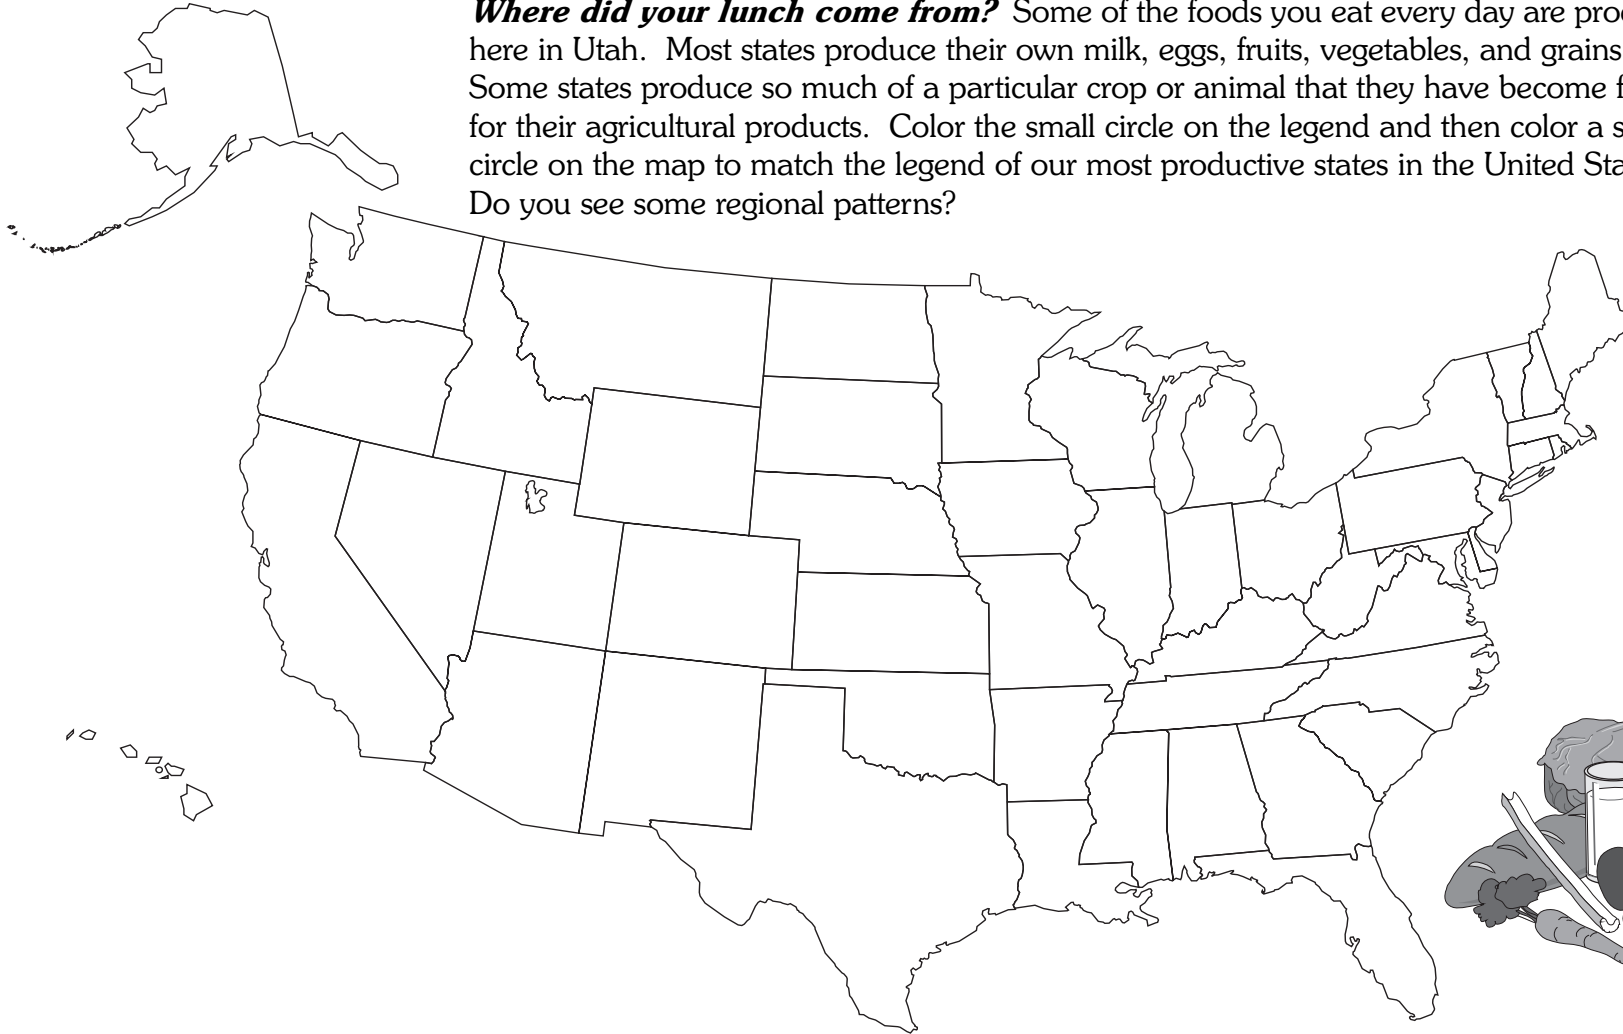 Where did your lunch come from? Some of the foods you eat every day are
here in Utah. Most states produce their own milk, eggs, fruits, vegetables, and grains
Some states produce so much of a particular crop or animal that they have become
for their agricultural products. Color the small circle on the legend and then color a
circle on the map to match the legend of our most productive states in the United
Do you see some regional patterns?